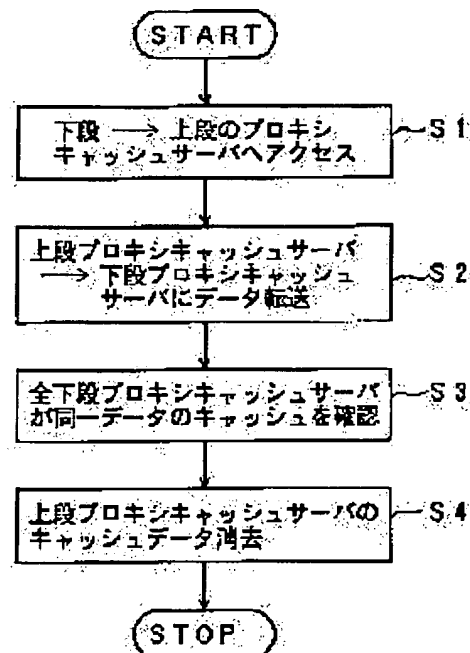 START
下段 → 上段のプロキシ
キャッシュサーバへアクセス
S1
上段プロキシキャッシュサーバ
→ 下段プロキシキャッシュ
サーバにデータ転送
S2
全下段プロキシキャッシュサーバ
が同一データのキャッシュを確認
S3
上段プロキシキャッシュサーバの
キャッシュデータ消去
S4
STOP